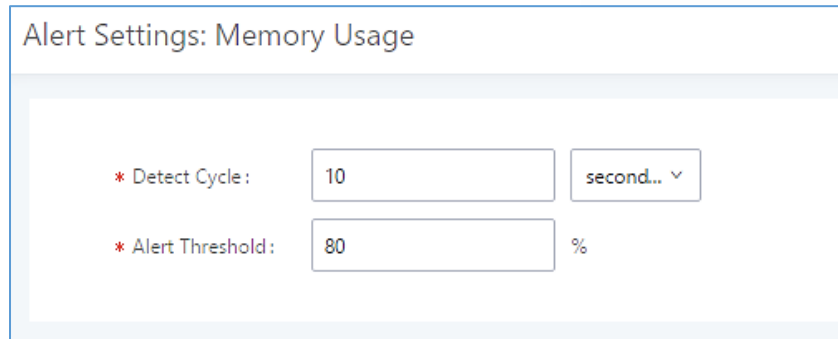 Alert Settings: Memory Usage
* Detect Cycle : 10 second...
* Alert Threshold : 80 %